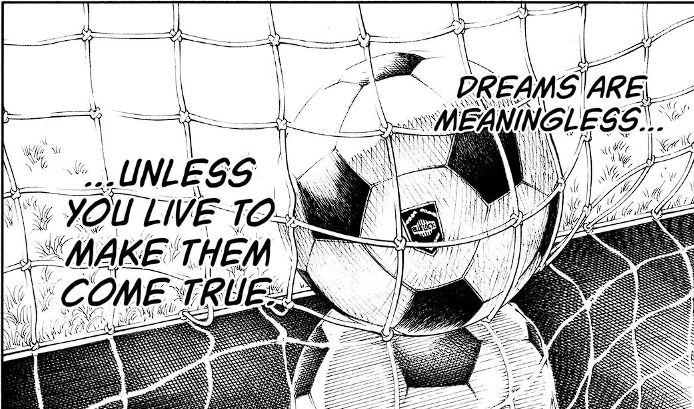 DREAMS ARE
MEANINGLESS...
...UNLESS
YOU LIVE TO
MAKE THEM
COME TRUE...